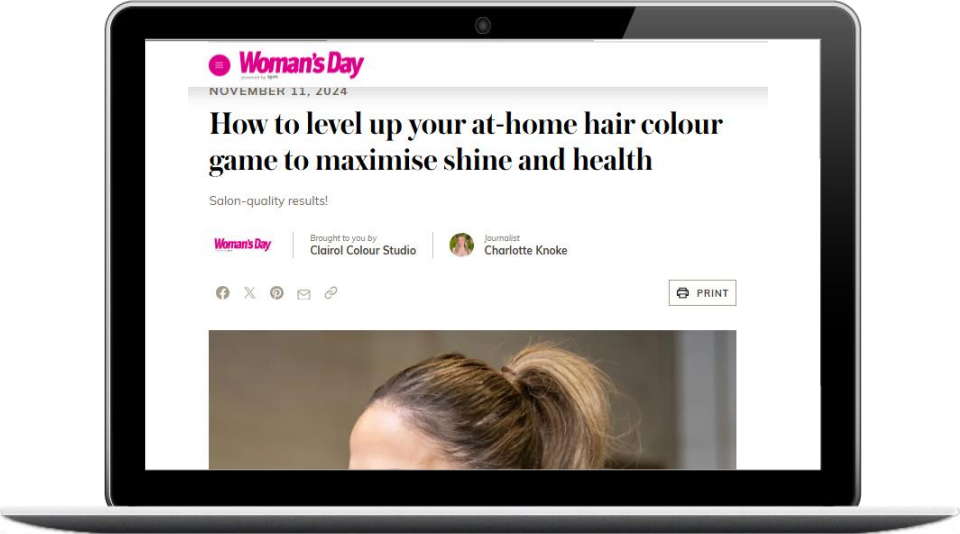 Woman's Day
NOVEMBER 11, 2024
How to level up your at-home hair colour
game to maximise shine and health
Salon-quality results!
Woman's Day
Brought to you by
Clairol Colour Studio
Journalist
Charlotte Knoke
PRINT